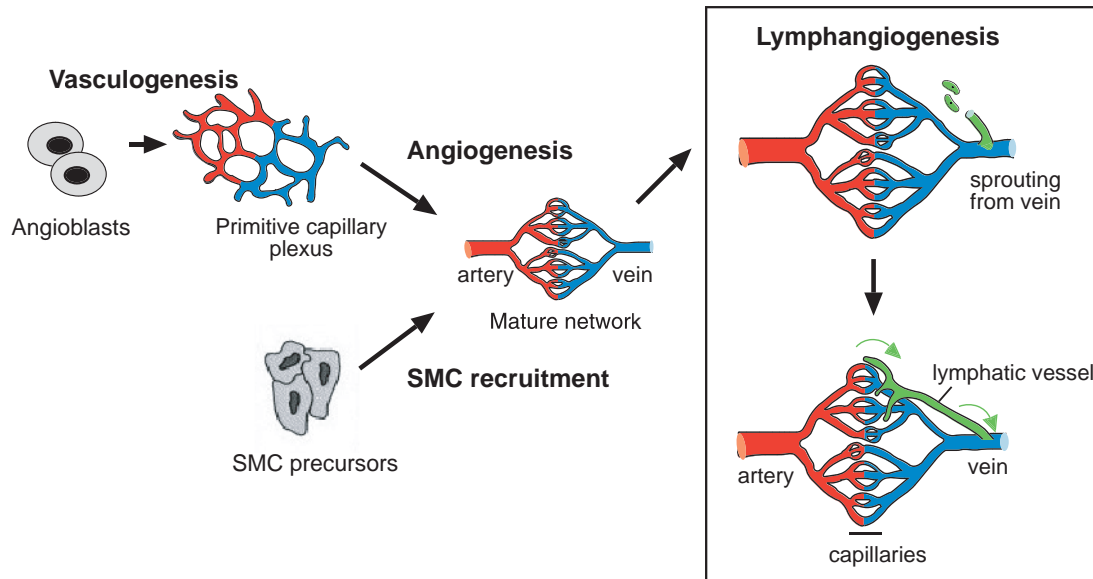 Vasculogenesis
Angioblasts
Primitive capillary
plexus
Angiogenesis
artery
vein
Mature network
SMC recruitment
SMC precursors
Lymphangiogenesis
sprouting
from vein
lymphatic vessel
artery
vein
capillaries